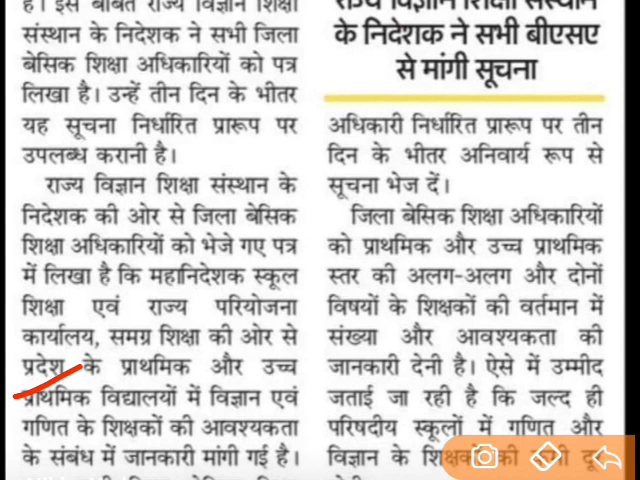 है। इस बाबत राज्य विज्ञान शिक्षा
संस्थान के निदेशक ने सभी जिला
बेसिक शिक्षा अधिकारियों को पत्र
लिखा है। उन्हें तीन दिन के भीतर
यह सूचना निर्धारित प्रारूप पर
उपलब्ध करानी है।
राज्य विज्ञान शिक्षा संस्थान के
निदेशक की ओर से जिला बेसिक
शिक्षा अधिकारियों को भेजे गए पत्र
में लिखा है कि महानिदेशक स्कूल
शिक्षा एवं राज्य परियोजना
कार्यालय, समग्र शिक्षा की ओर से
प्रदेश के प्राथमिक और उच्च
प्राथमिक विद्यालयों में विज्ञान एवं
गणित के शिक्षकों की आवश्यकता
के संबंध में जानकारी मांगी गई है।
राज्य विज्ञान शिक्षा संस्थान
के निदेशक ने सभी बीएसए
से मांगी सूचना
अधिकारी निर्धारित प्रारूप पर तीन
दिन के भीतर अनिवार्य रूप से
सूचना भेज दें।
जिला बेसिक शिक्षा अधिकारियों
को प्राथमिक और उच्च प्राथमिक
स्तर की अलग-अलग और दोनों
विषयों के शिक्षकों की वर्तमान में
संख्या और आवश्यकता की
जानकारी देनी है। ऐसे में उम्मीद
जताई जा रही है कि जल्द ही
परिषदीय स्कूलों में गणित और
विज्ञान के शिक्षकों की कमी दूर